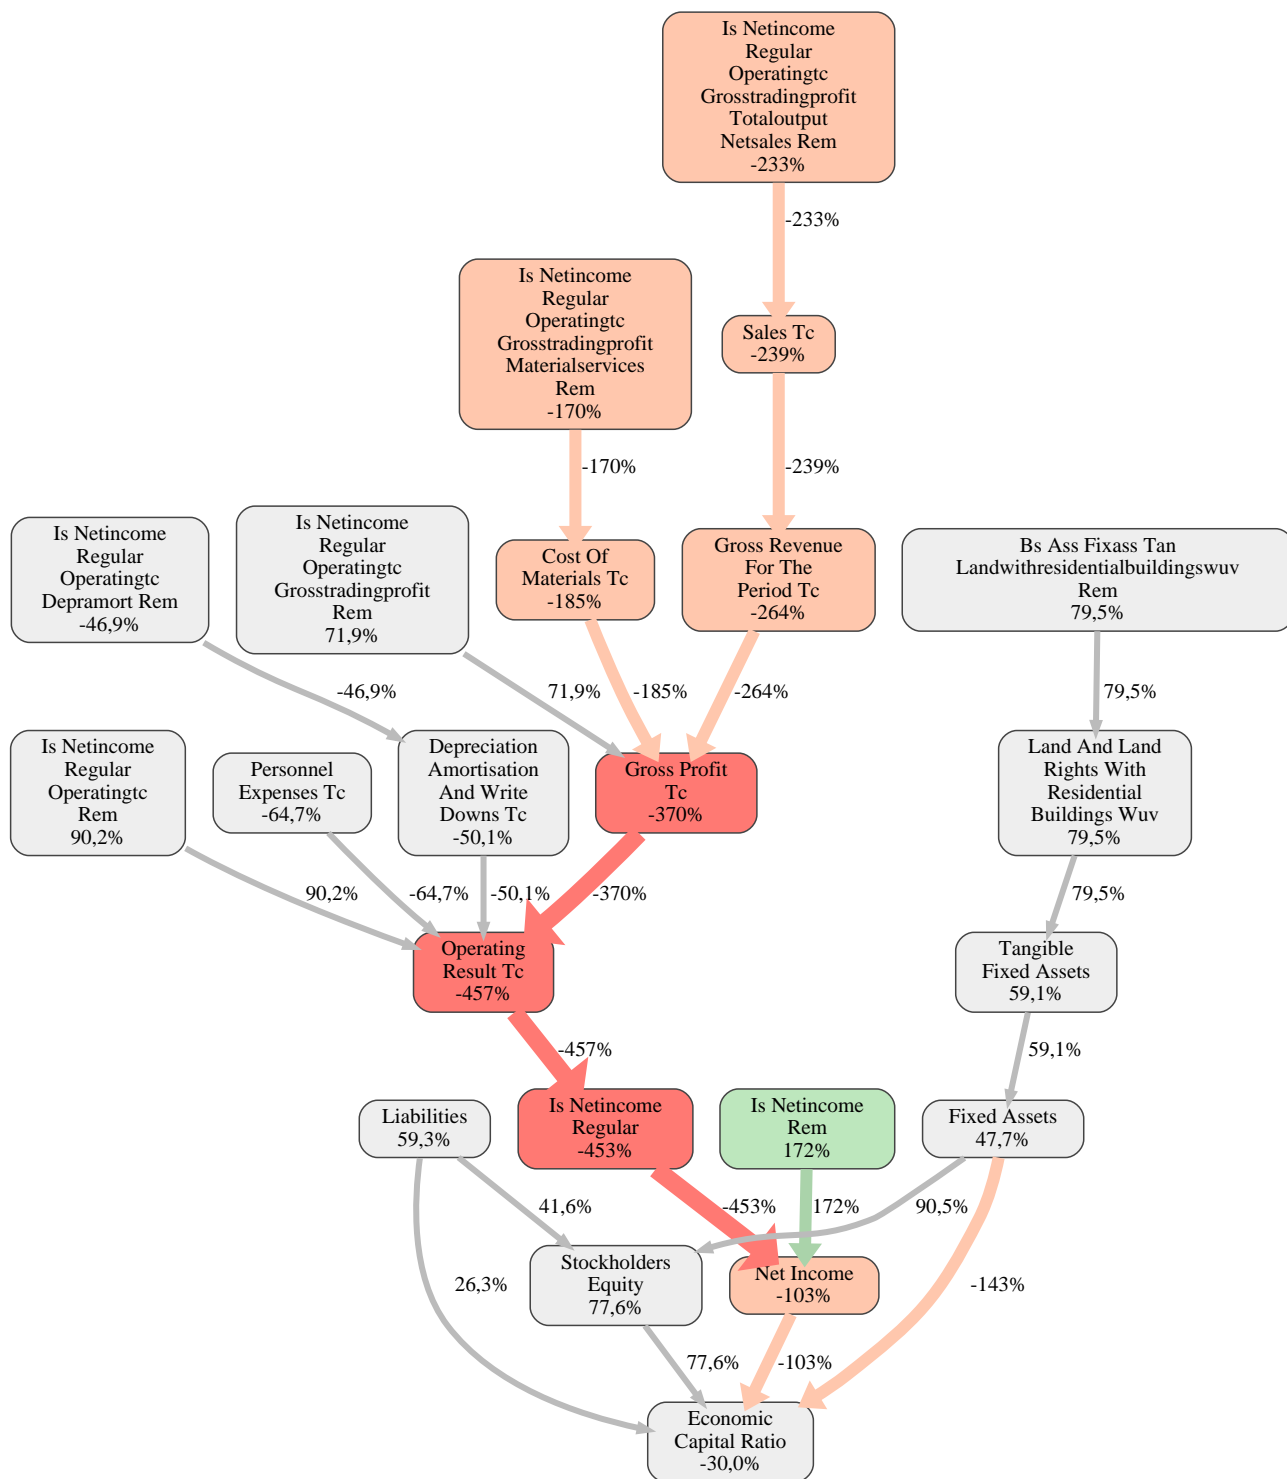 Is Netincome
Regular
Operatingtc
Grosstradingprofit
Totaloutput
Netsales Rem
-233%
-233%
Is Netincome
Regular
Operatingtc
Grosstradingprofit
Materialservices
Rem
-170%
Sales Tc
-239%
-170%
-239%
Is Netincome
Regular
Operatingtc
Depramort Rem
-46,9%
Is Netincome
Regular
Operatingtc
Grosstradingprofit
Rem
71,9%
Cost Of
Materials Tc
-185%
Gross Revenue
For The
Period Tc
-264%
Bs Ass Fixass Tan
Landwithresidentialbuildingswuv
Rem
79,5%
-46,9%
71,9%
-185%
-264%
79,5%
Is Netincome
Regular
Operatingtc
Rem
90,2%
Personnel
Expenses Tc
-64,7%
Depreciation
Amortisation
And Write
Downs Tc
-50,1%
Gross Profit
Tc
-370%
Land And Land
Rights With
Residential
Buildings Wuv
79,5%
90,2%
-64,7%
-50,1%
-370%
79,5%
Operating
Result Tc
-457%
Tangible
Fixed Assets
59,1%
-457%
59,1%
Liabilities
59,3%
Is Netincome
Regular
-453%
Is Netincome
Rem
172%
Fixed Assets
47,7%
41,6%
-453%
172%
90,5%
26,3%
Stockholders
Equity
77,6%
Net Income
-103%
-143%
77,6%
-103%
Economic
Capital Ratio
-30,0%